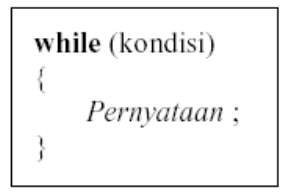 while (kondisi)
{
Pernyataan ;
}